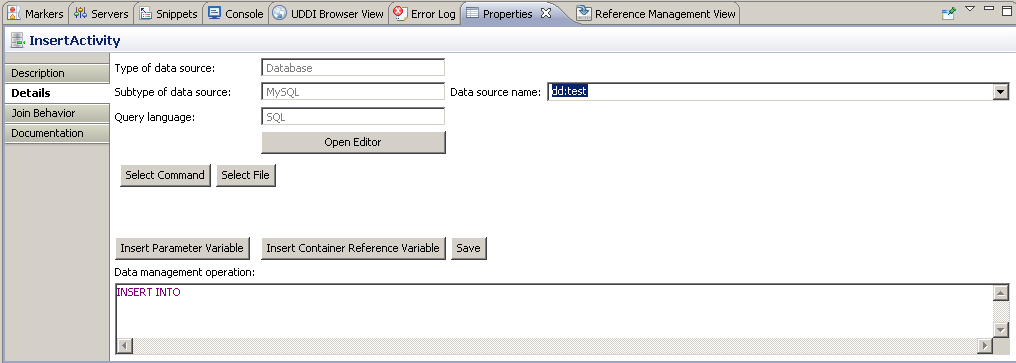 Markers Servers Snippets Console UDDI Browser View Error Log Properties Reference Management View
InsertActivity
Description
Details
Join Behavior
Documentation
Type of data source: Database
Subtype of data source: MySQL Data source name: dd:test
Query language: SQL
Open Editor
Select Command Select File
Insert Parameter Variable Insert Container Reference Variable Save
Data management operation:
INSERT INTO